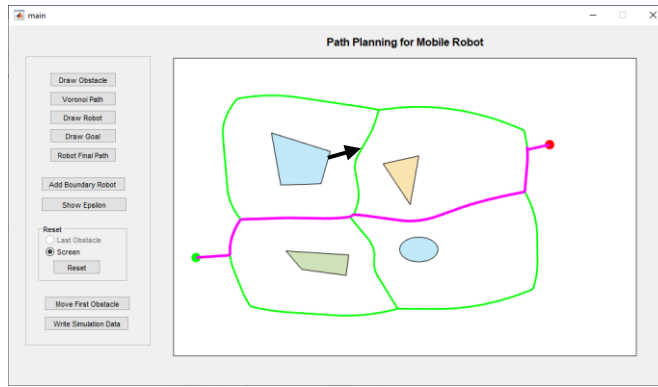 main
Path Planning for Mobile Robot
Draw Obstacle
Voronoi Path
Draw Robot
Draw Goal
Robot Final Path
Add Boundary Robot
Show Epsilon
Reset
Last Obstacle
Screen
Reset
Move First Obstacle
Write Simulation Data